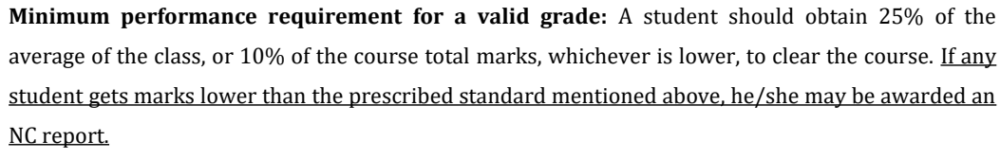 Minimum performance requirement for a valid grade: A student should obtain 25% of the
average of the class, or 10% of the course total marks, whichever is lower, to clear the course. If any
student gets marks lower than the prescribed standard mentioned above, he/she may be awarded an
NC report.